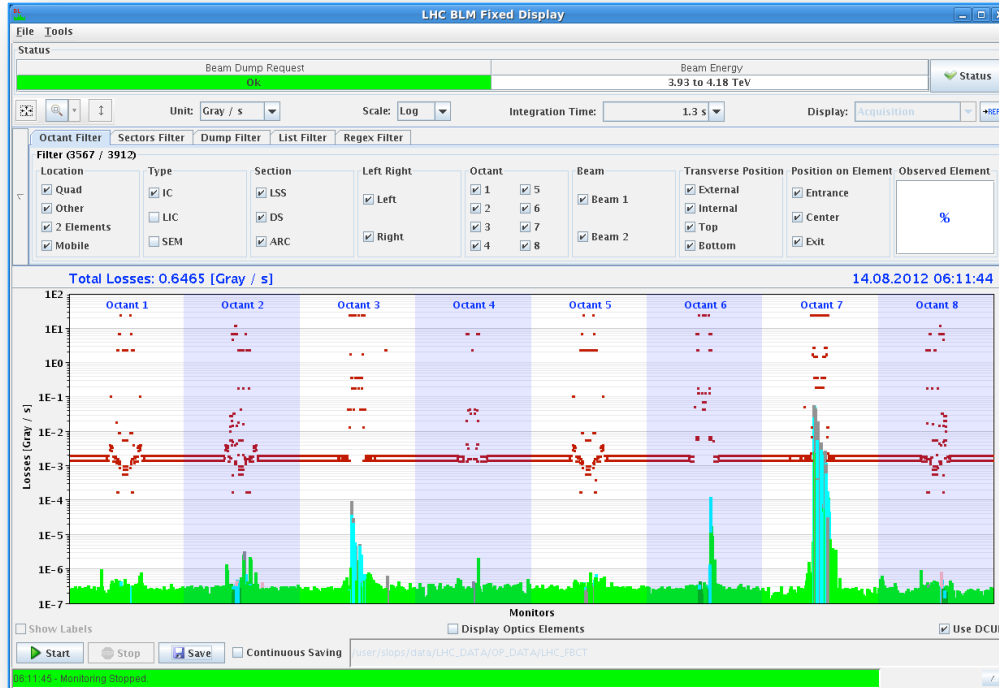 LHC BLM Fixed Display
File Tools
Status
Beam Dump Request
Beam Energy
Ok
3.93 to 4.18 TeV
Status
Unit: Gray / s
Scale: Log
Integration Time: 1.3 s
Display: Acquisition
REF
Octant Filter Sectors Filter Dump Filter List Filter Regex Filter
Filter (3567 / 3912)
Location Type Section Left Right Octant Beam Transverse Position Position on Element Observed Element
Quad IC LSS Left 1 5 Beam 1 External Entrance
Other LIC DS 2 6 Internal Center %
2 Elements 3 7 Top
Mobile SEM ARC Right 4 8 Beam 2 Bottom Exit
Total Losses: 0.6465 [Gray / s] 14.08.2012 06:11:44
Octant 1 Octant 2 Octant 3 Octant 4 Octant 5 Octant 6 Octant 7 Octant 8
Losses [Gray / s]
1E2
1E1
1E0
1E-1
1E-2
1E-3
1E-4
1E-5
1E-6
1E-7
Monitors
Show Labels Display Optics Elements Use DCU
Start Stop Save Continuous Saving /user/slops/data/LHC_DATA/OP_DATA/LHC_FBCT
06:11:45 - Monitoring Stopped.